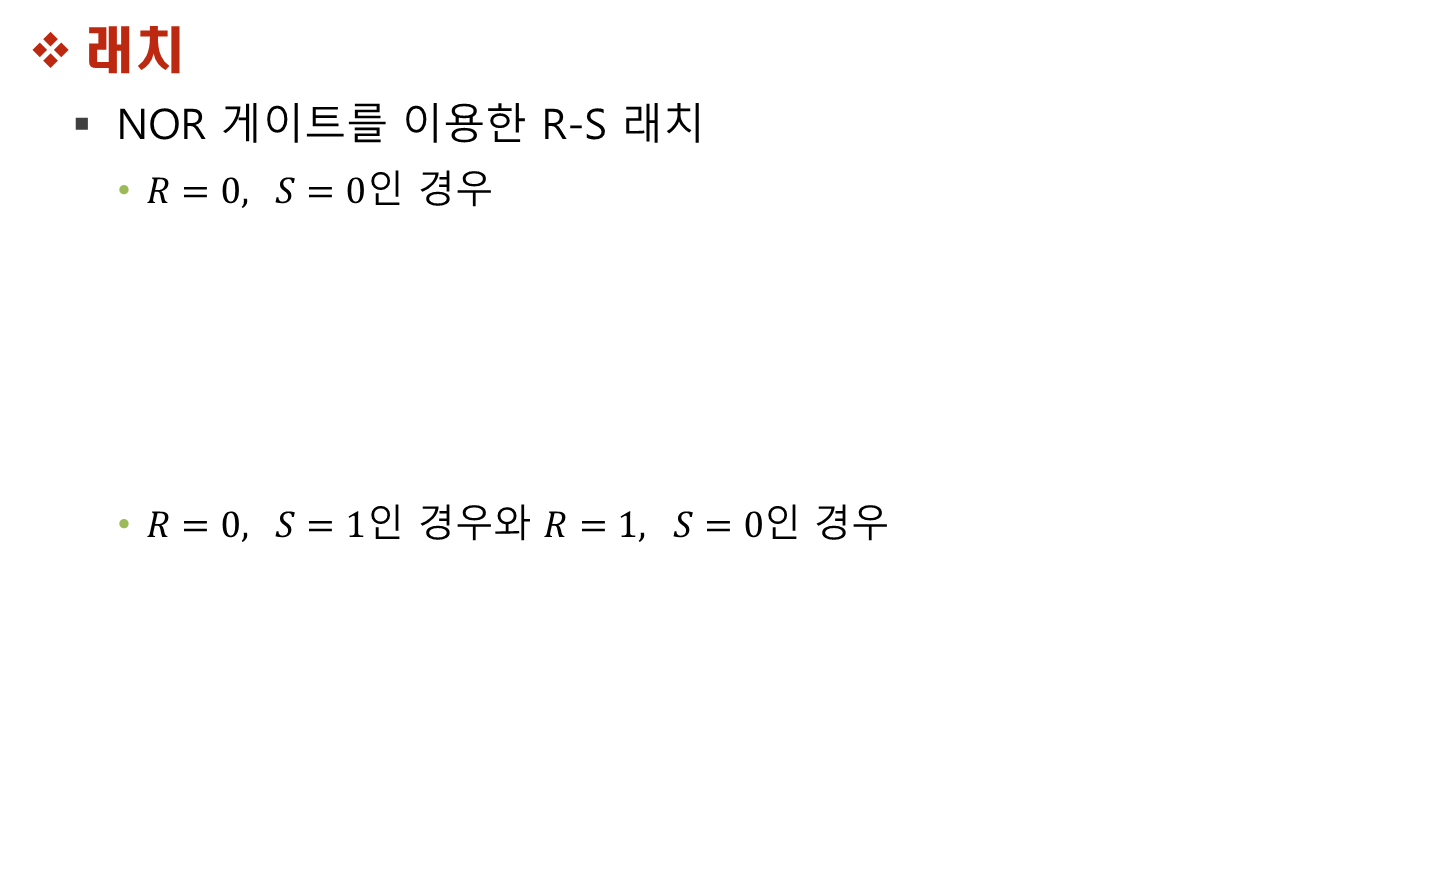 ❖ 래치
▪ NOR 게이트를 이용한 R-S 래치
• R = 0, S = 0인 경우
• R = 0, S = 1인 경우와 R = 1, S = 0인 경우